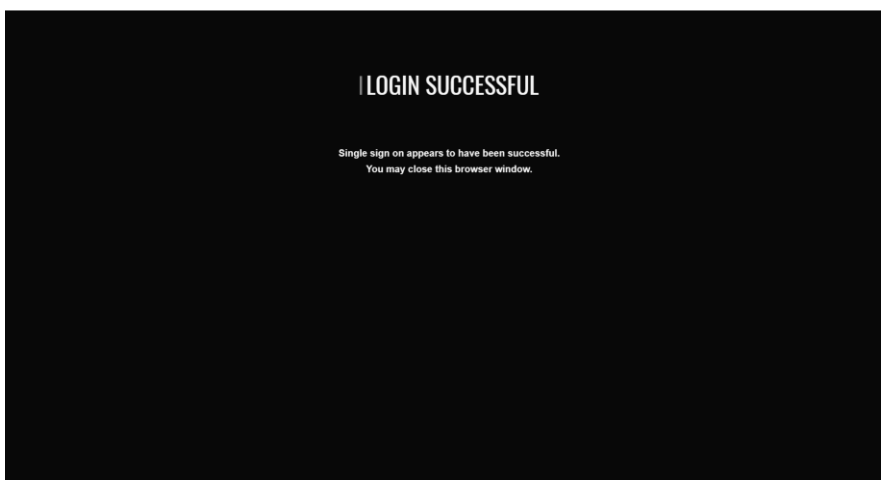 LOGIN SUCCESSFUL
Single sign on appears to have been successful.
You may close this browser window.